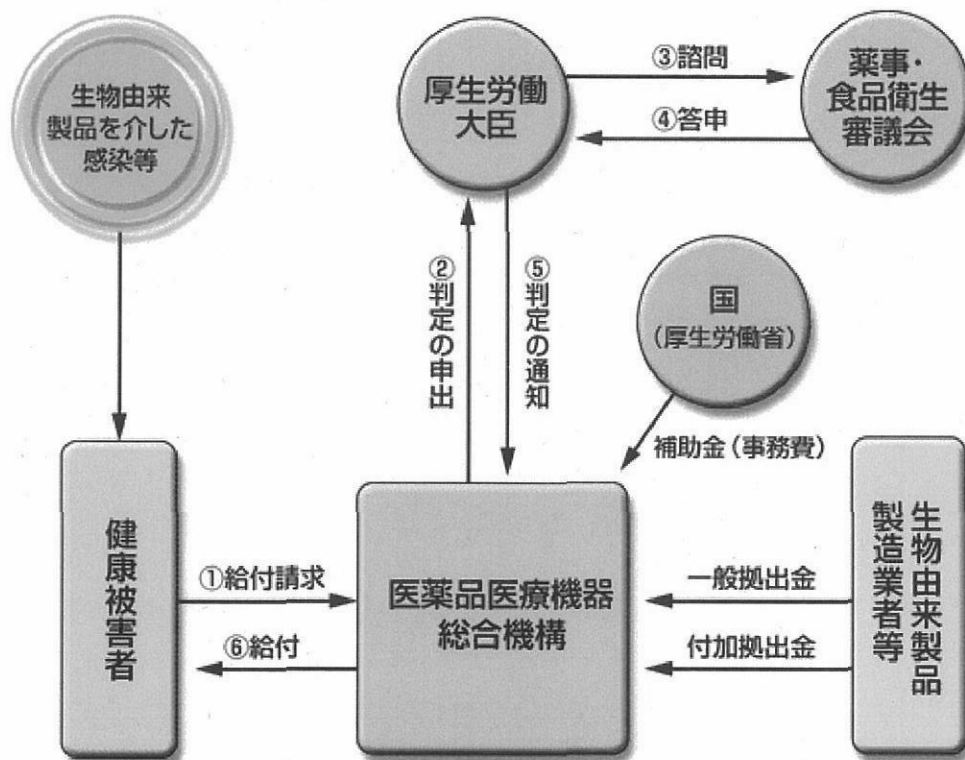 生物由来
製品を介した
感染等
厚生労働
大臣
③諮問
④答申
薬事・
食品衛生
審議会
②判定の申出
⑤判定の通知
国
(厚生労働省)
補助金(事務費)
健康被害者
①給付請求
⑥給付
医薬品医療機器
総合機構
一般拠出金
付加拠出金
生物由来製品
製造業者等